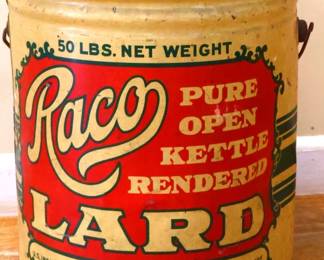 50 LBS. NET WEIGHT
Raco
PURE
OPEN
KETTLE
RENDERED
LARD